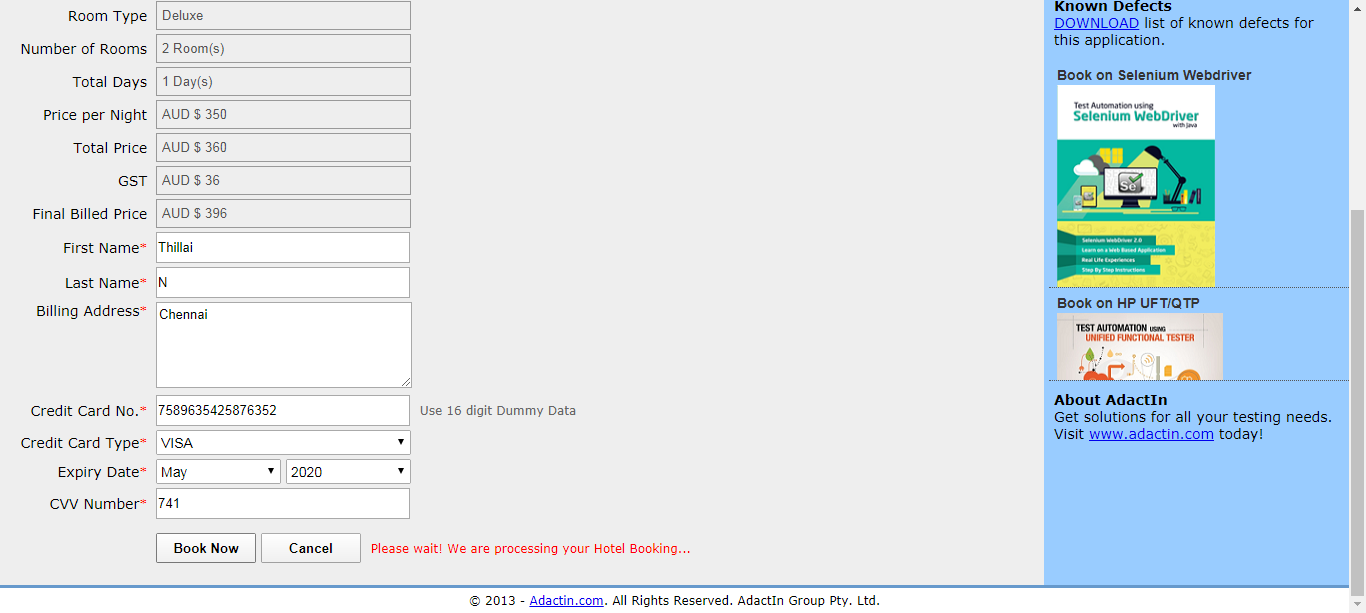 Room Type Deluxe
Number of Rooms 2 Room(s)
Total Days 1 Day(s)
Price per Night AUD $ 350
Total Price AUD $ 360
GST AUD $ 36
Final Billed Price AUD $ 396
First Name* Thillai
Last Name* N
Billing Address* Chennai
Credit Card No.* 7589635425876352 Use 16 digit Dummy Data
Credit Card Type* VISA
Expiry Date* May 2020
CVV Number* 741
Book Now Cancel Please wait! We are processing your Hotel Booking...
Known Defects
DOWNLOAD list of known defects for
this application.
Book on Selenium Webdriver
Test Automation using
Selenium WebDriver
with Java
Se
Selenium WebDriver 2.0
Learn on a Web Based Application
Real Life Experiences
Step By Step Instructions
Book on HP UFT/QTP
TEST AUTOMATION USING
UNIFIED FUNCTIONAL TESTER
About AdactIn
Get solutions for all your testing needs.
Visit www.adactin.com today!
© 2013 - Adactin.com. All Rights Reserved. AdactIn Group Pty. Ltd.